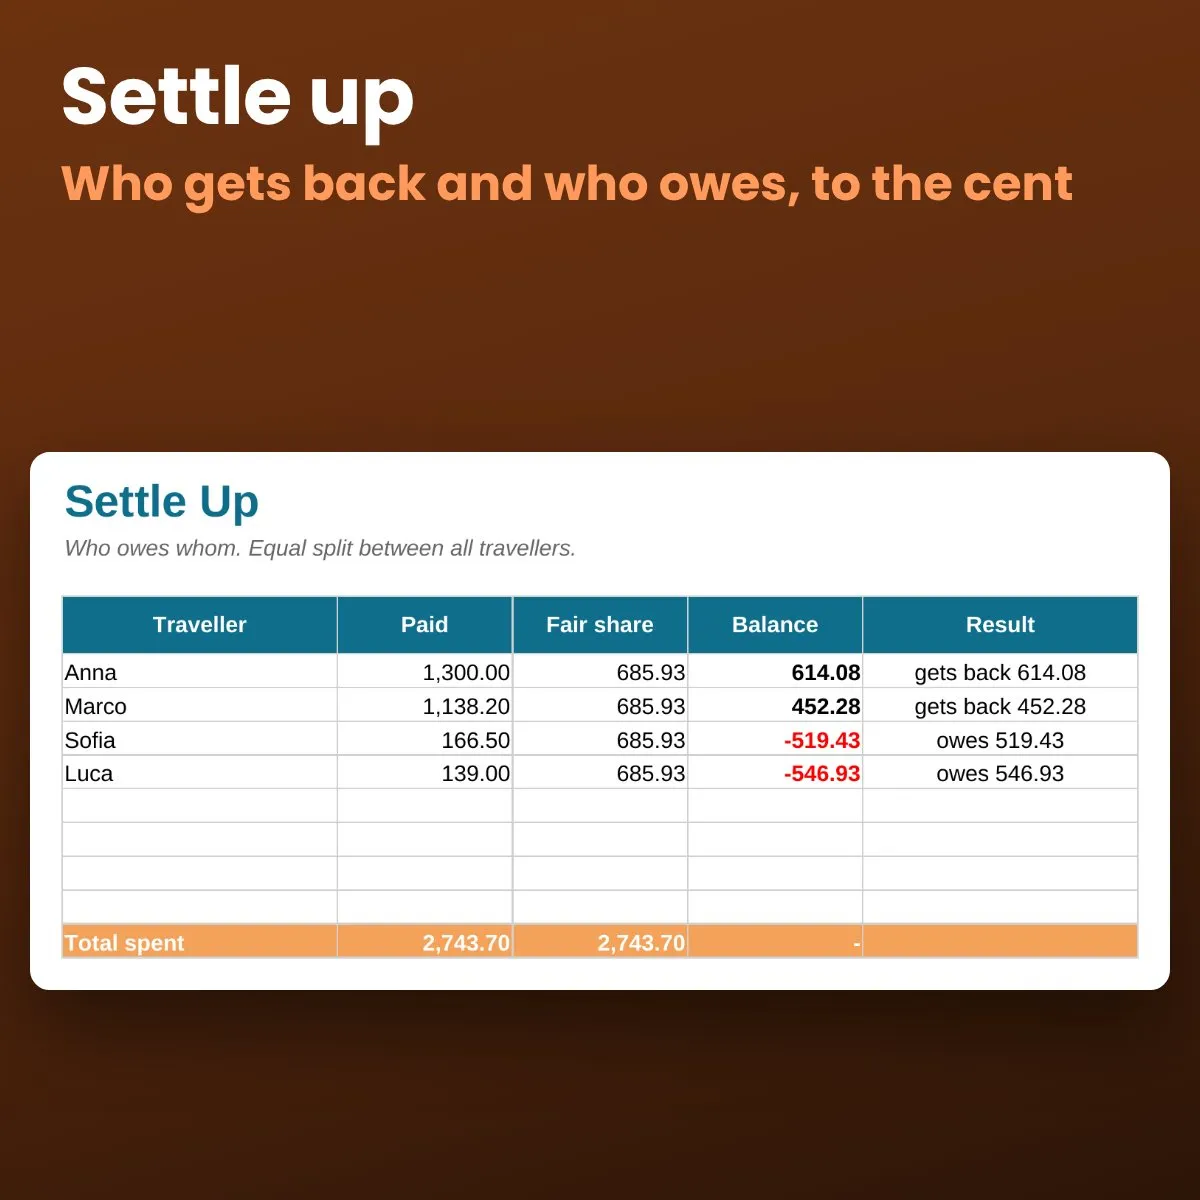 Settle up
Who gets back and who owes, to the cent
Settle Up
Who owes whom. Equal split between all travellers.
Traveller Paid Fair share Balance Result
Anna 1,300.00 685.93 614.08 gets back 614.08
Marco 1,138.20 685.93 452.28 gets back 452.28
Sofia 166.50 685.93 -519.43 owes 519.43
Luca 139.00 685.93 -546.93 owes 546.93
Total spent 2,743.70 2,743.70 -